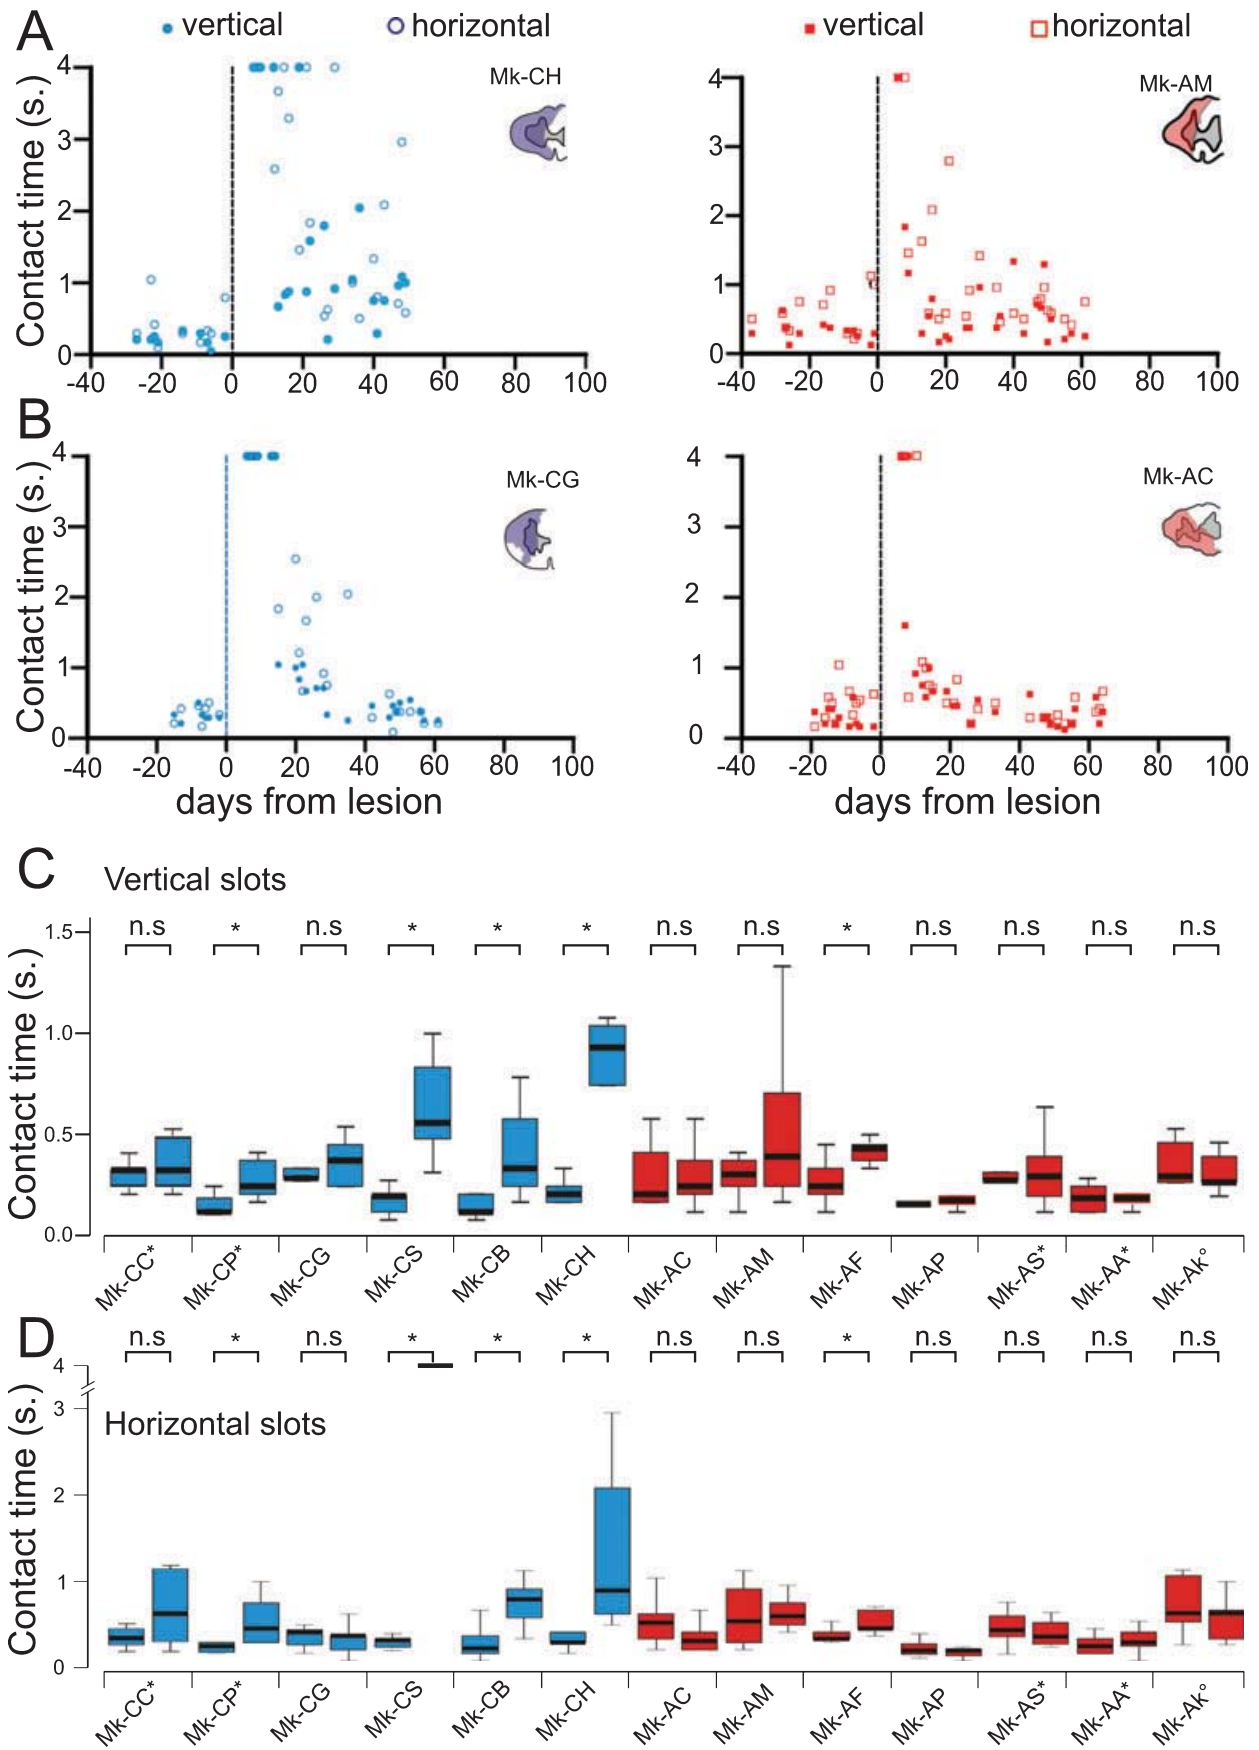 A
vertical
horizontal
vertical
horizontal
Contact time (s.)
4
3
2
1
0
Mk-CH
-40 -20 0 20 40 60 80 100
4
3
2
1
0
Mk-AM
-40 -20 0 20 40 60 80 100
B
Contact time (s.)
4
3
2
1
0
Mk-CG
-40 -20 0 20 40 60 80 100
days from lesion
4
3
2
1
0
Mk-AC
-40 -20 0 20 40 60 80 100
days from lesion
C
Vertical slots
Contact time (s.)
1.5
1.0
0.5
0.0
n.s * n.s * * * n.s n.s * n.s n.s n.s n.s
Mk-CC* Mk-CP* Mk-CG Mk-CS Mk-CB Mk-CH Mk-AC Mk-AM Mk-AF Mk-AP Mk-AS* Mk-AA* Mk-Ak°
D
n.s * n.s * * * n.s n.s * n.s n.s n.s n.s
Horizontal slots
Contact time (s.)
4
3
2
1
0
Mk-CC* Mk-CP* Mk-CG Mk-CS Mk-CB Mk-CH Mk-AC Mk-AM Mk-AF Mk-AP Mk-AS* Mk-AA* Mk-Ak°